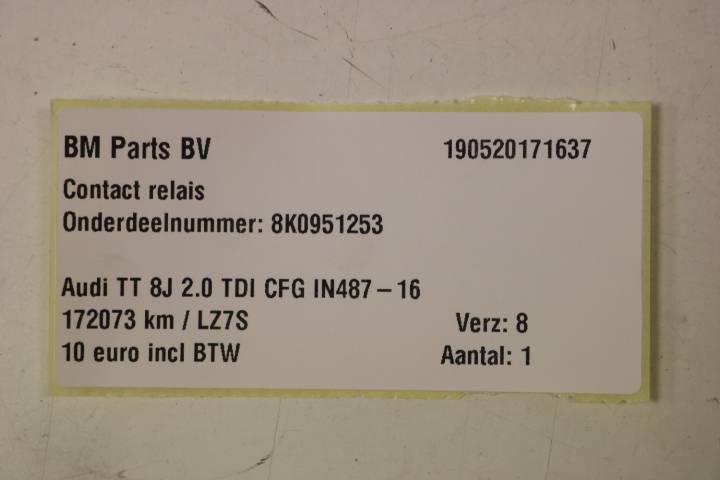 BM Parts BV 190520171637
Contact relais
Onderdeelnummer: 8K0951253
Audi TT 8J 2.0 TDI CFG IN487 – 16
172073 km / LZ7S Verz: 8
10 euro incl BTW Aantal: 1